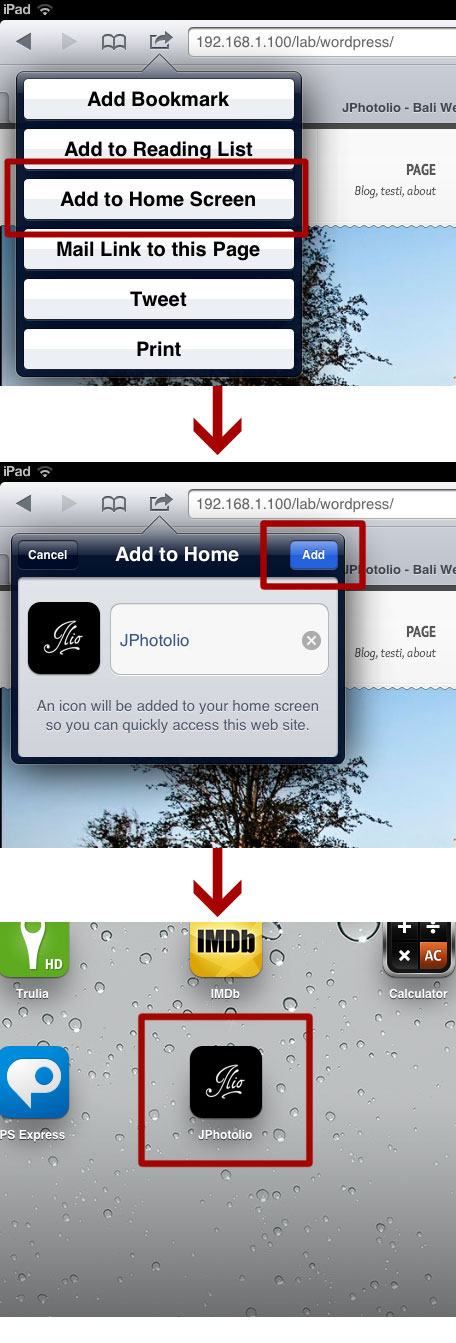 iPad
192.168.1.100/lab/wordpress/
JPhotolio - Bali We
Add Bookmark
Add to Reading List
Add to Home Screen
Mail Link to this Page
Tweet
Print
PAGE
Blog, testi, about
iPad
192.168.1.100/lab/wordpress/
JPhotolio - Bali We
Cancel
Add to Home
Add
Jlio
JPhotolio
An icon will be added to your home screen
so you can quickly access this web site.
PAGE
Blog, testi, about
HD
IMDb
+ ÷
× AC
Trulia
IMDb
Calculator
P
Jlio
PS Express
JPhotolio